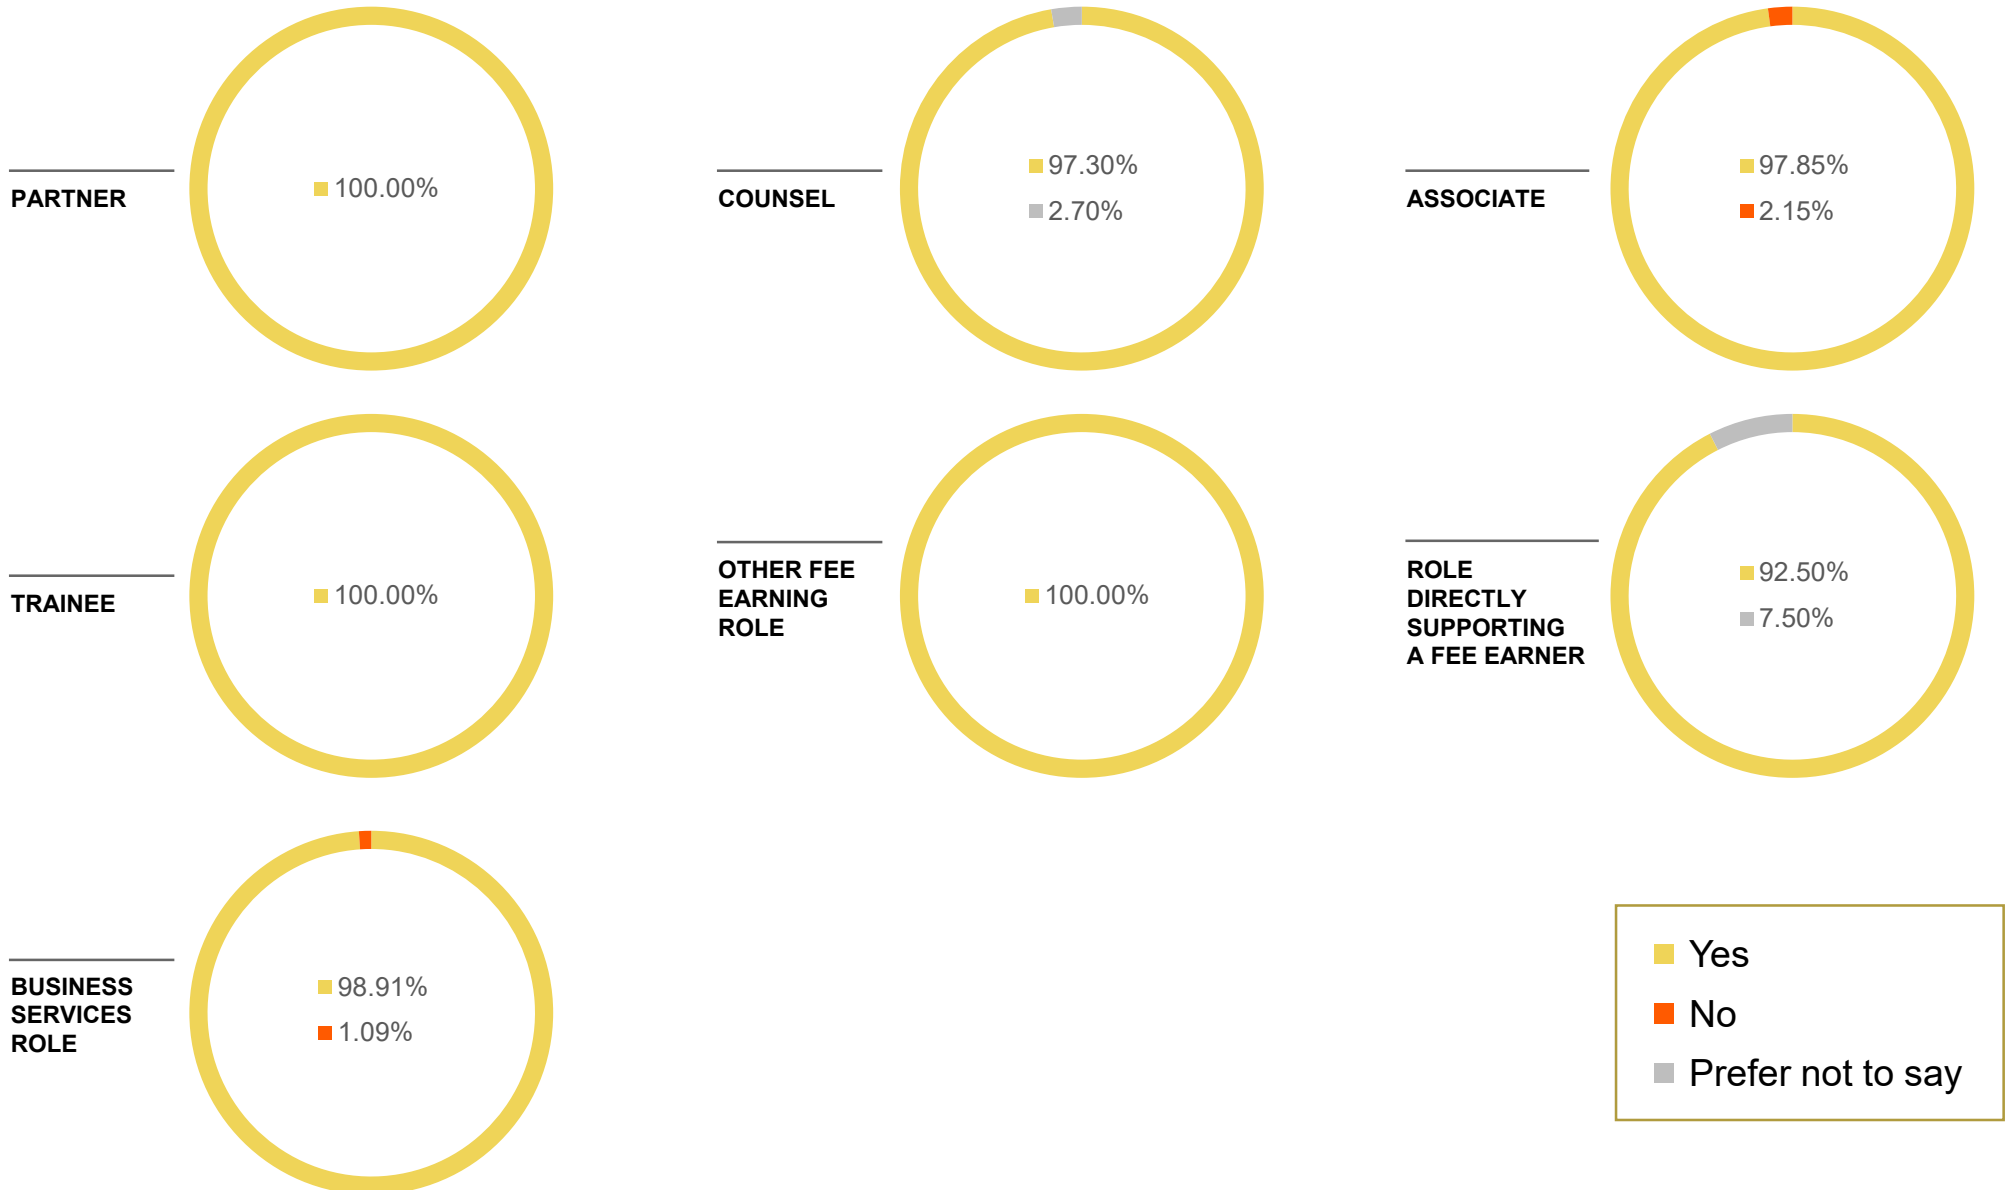 PARTNER
100.00%
COUNSEL
97.30%
2.70%
ASSOCIATE
97.85%
2.15%
TRAINEE
100.00%
OTHER FEE
EARNING
ROLE
100.00%
ROLE
DIRECTLY
SUPPORTING
A FEE EARNER
92.50%
7.50%
BUSINESS
SERVICES
ROLE
98.91%
1.09%
Yes
No
Prefer not to say